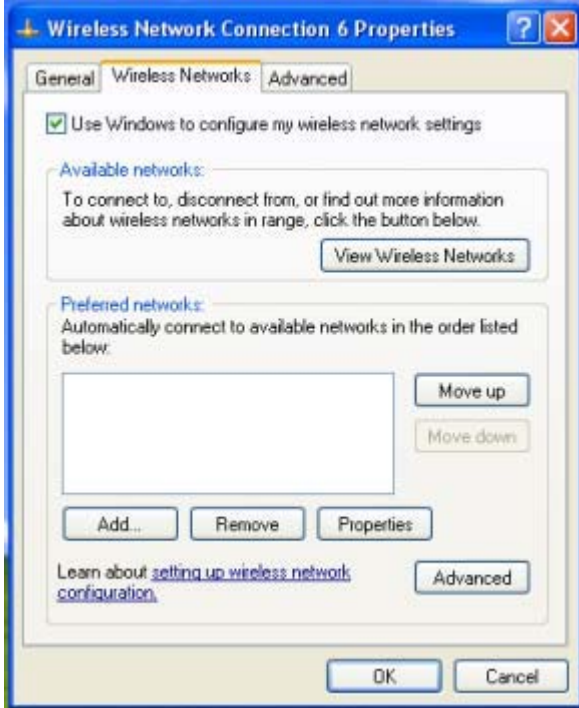 Wireless Network Connection 6 Properties
General Wireless Networks Advanced
Use Windows to configure my wireless network settings
Available networks:
To connect to, disconnect from, or find out more information
about wireless networks in range, click the button below.
View Wireless Networks
Preferred networks:
Automatically connect to available networks in the order listed
below:
Move up
Move down
Add... Remove Properties
Learn about setting up wireless network
configuration.
Advanced
OK Cancel